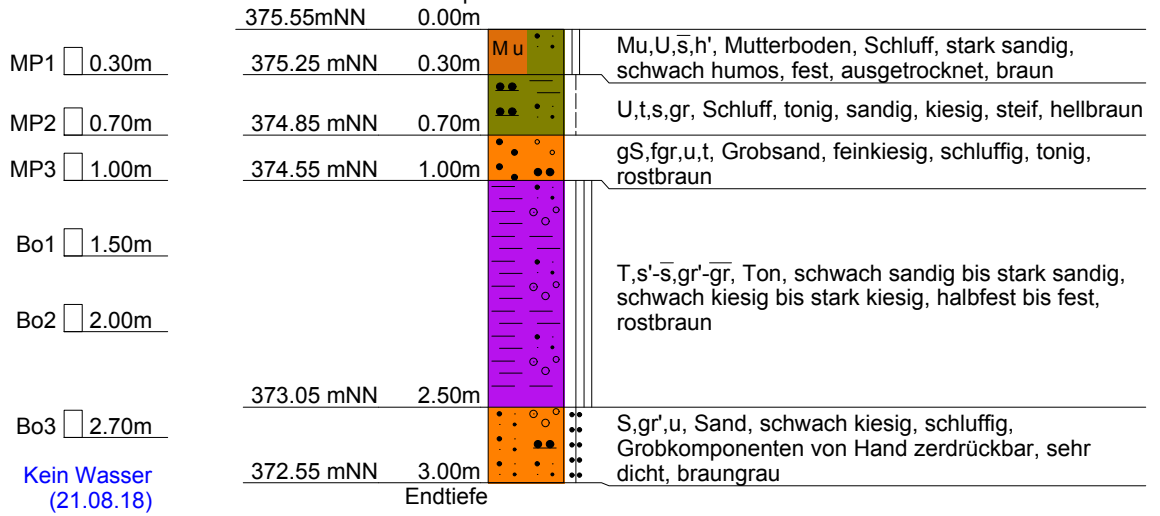 375.55mNN 0.00m
Mu
Mu,U,s̅,h', Mutterboden, Schluff, stark sandig,
schwach humos, fest, ausgetrocknet, braun
MP1 0.30m 375.25 mNN 0.30m
U,t,s,gr, Schluff, tonig, sandig, kiesig, steif, hellbraun
MP2 0.70m 374.85 mNN 0.70m
gS,fgr,u,t, Grobsand, feinkiesig, schluffig, tonig,
rostbraun
MP3 1.00m 374.55 mNN 1.00m
Bo1 1.50m
T,s'-s̅,gr'-g̅r̅, Ton, schwach sandig bis stark sandig,
schwach kiesig bis stark kiesig, halbfest bis fest,
rostbraun
Bo2 2.00m
373.05 mNN 2.50m
Bo3 2.70m
S,gr',u, Sand, schwach kiesig, schluffig,
Grobkomponenten von Hand zerdrückbar, sehr
dicht, braungrau
372.55 mNN 3.00m
Endtiefe
Kein Wasser
(21.08.18)